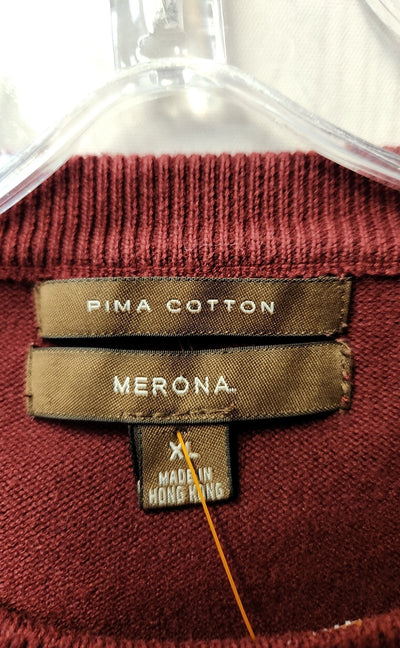 PIMA COTTON
MERONA
XL
MADE IN
HONG KONG